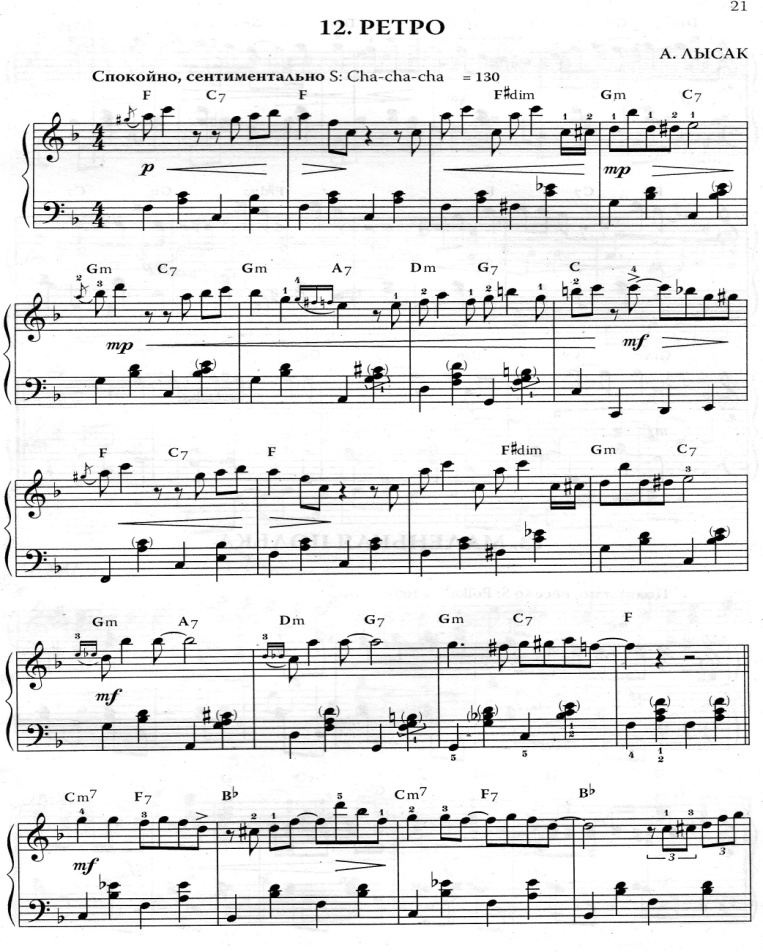 21
12. РЕТРО
А. ЛЫСАК
Спокойно, сентиментально S: Cha-cha-cha = 130
F C7 F F♯dim Gm C7
p mp
Gm C7 Gm A7 Dm G7 C
mp mf
F C7 F F♯dim Gm C7
Gm A7 Dm G7 Gm C7 F
mf
Cm7 F7 B♭ Cm7 F7 B♭
mf